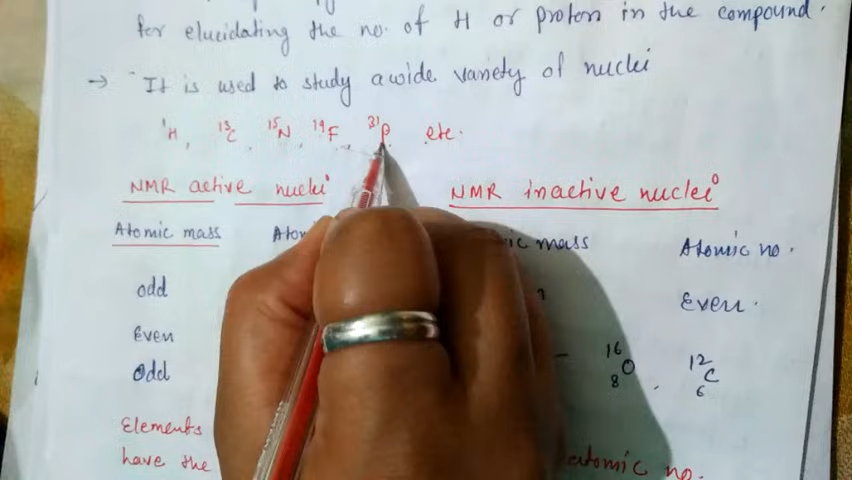 for elucidating the no. of H or proton in the compound.
→ It is used to study a wide variety of nuclei
¹H, ¹³C, ¹⁵N, ¹⁹F, ³¹P etc.
NMR active nuclei NMR inactive nuclei
Atomic mass mass Atomic no.
odd Even.
Even
Odd ¹⁶₈O, ¹²₆C
Elements
have the atomic no.